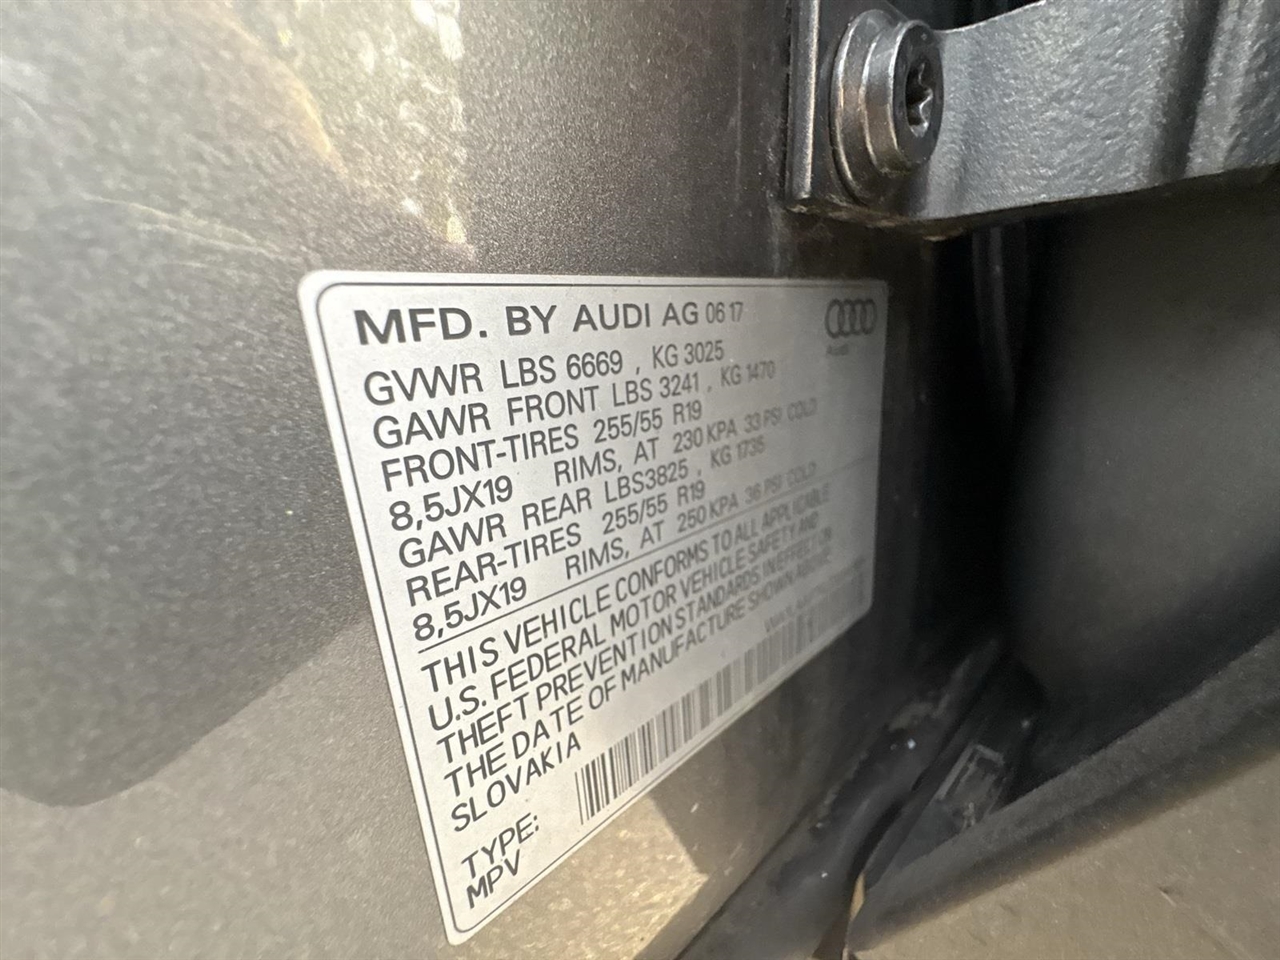 MFD. BY AUDI AG 06 17
Audi
GVWR LBS 6669 , KG 3025
GAWR FRONT LBS 3241 , KG 1470
FRONT-TIRES 255/55 R19
8,5JX19 RIMS, AT 230 KPA 33 PSI COLD
GAWR REAR LBS3825 , KG 1735
REAR-TIRES 255/55 R19
8,5JX19 RIMS, AT 250 KPA 36 PSI COLD
THIS VEHICLE CONFORMS TO ALL APPLICABLE
U.S. FEDERAL MOTOR VEHICLE SAFETY AND
THEFT PREVENTION STANDARDS IN EFFECT ON
THE DATE OF MANUFACTURE SHOWN ABOVE.
SLOVAKIA
TYPE:
MPV